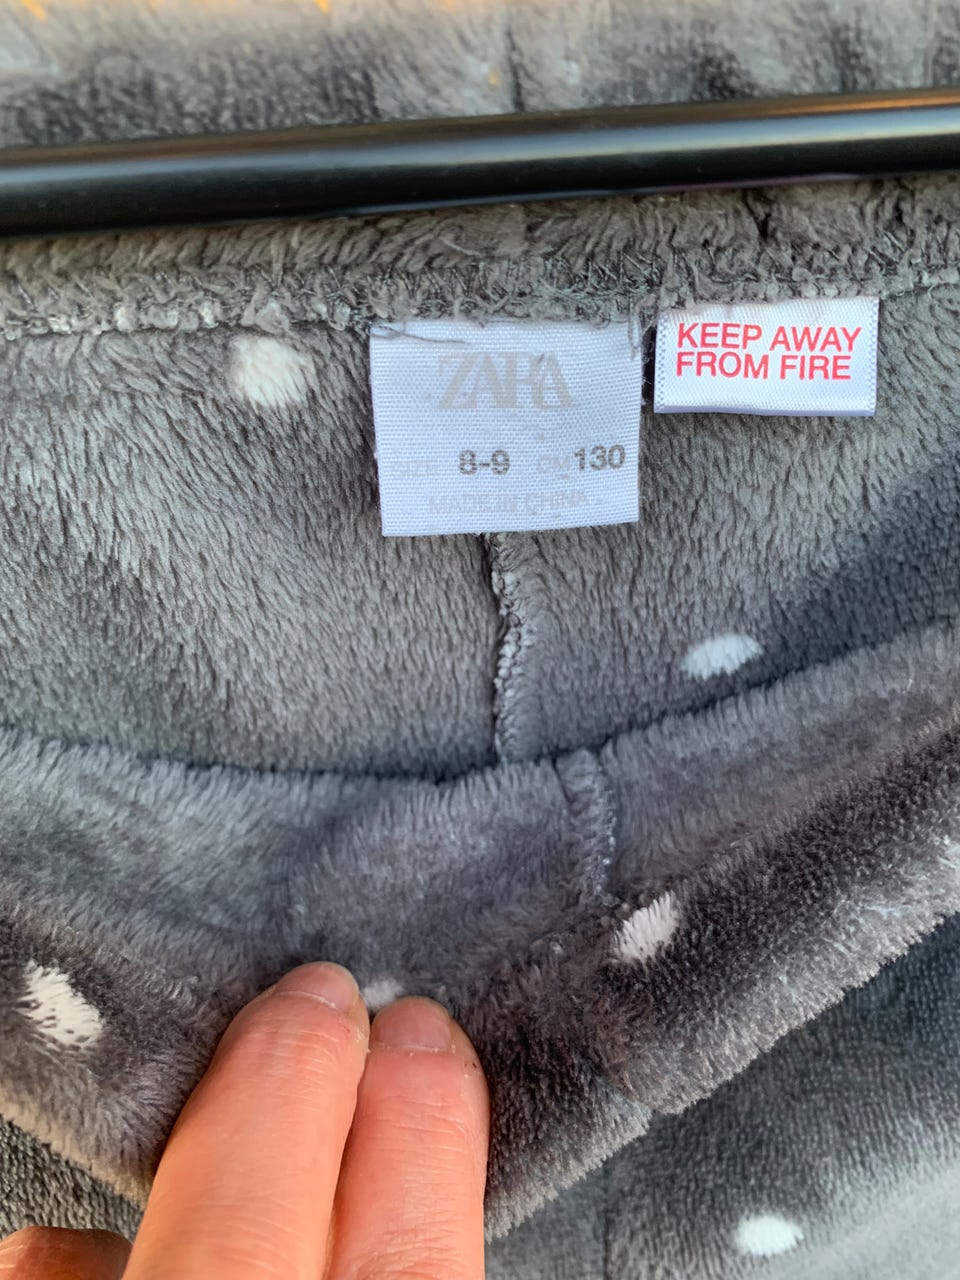 ZARA
SIZE 8-9 CM 130
MADE IN CHINA
KEEP AWAY
FROM FIRE